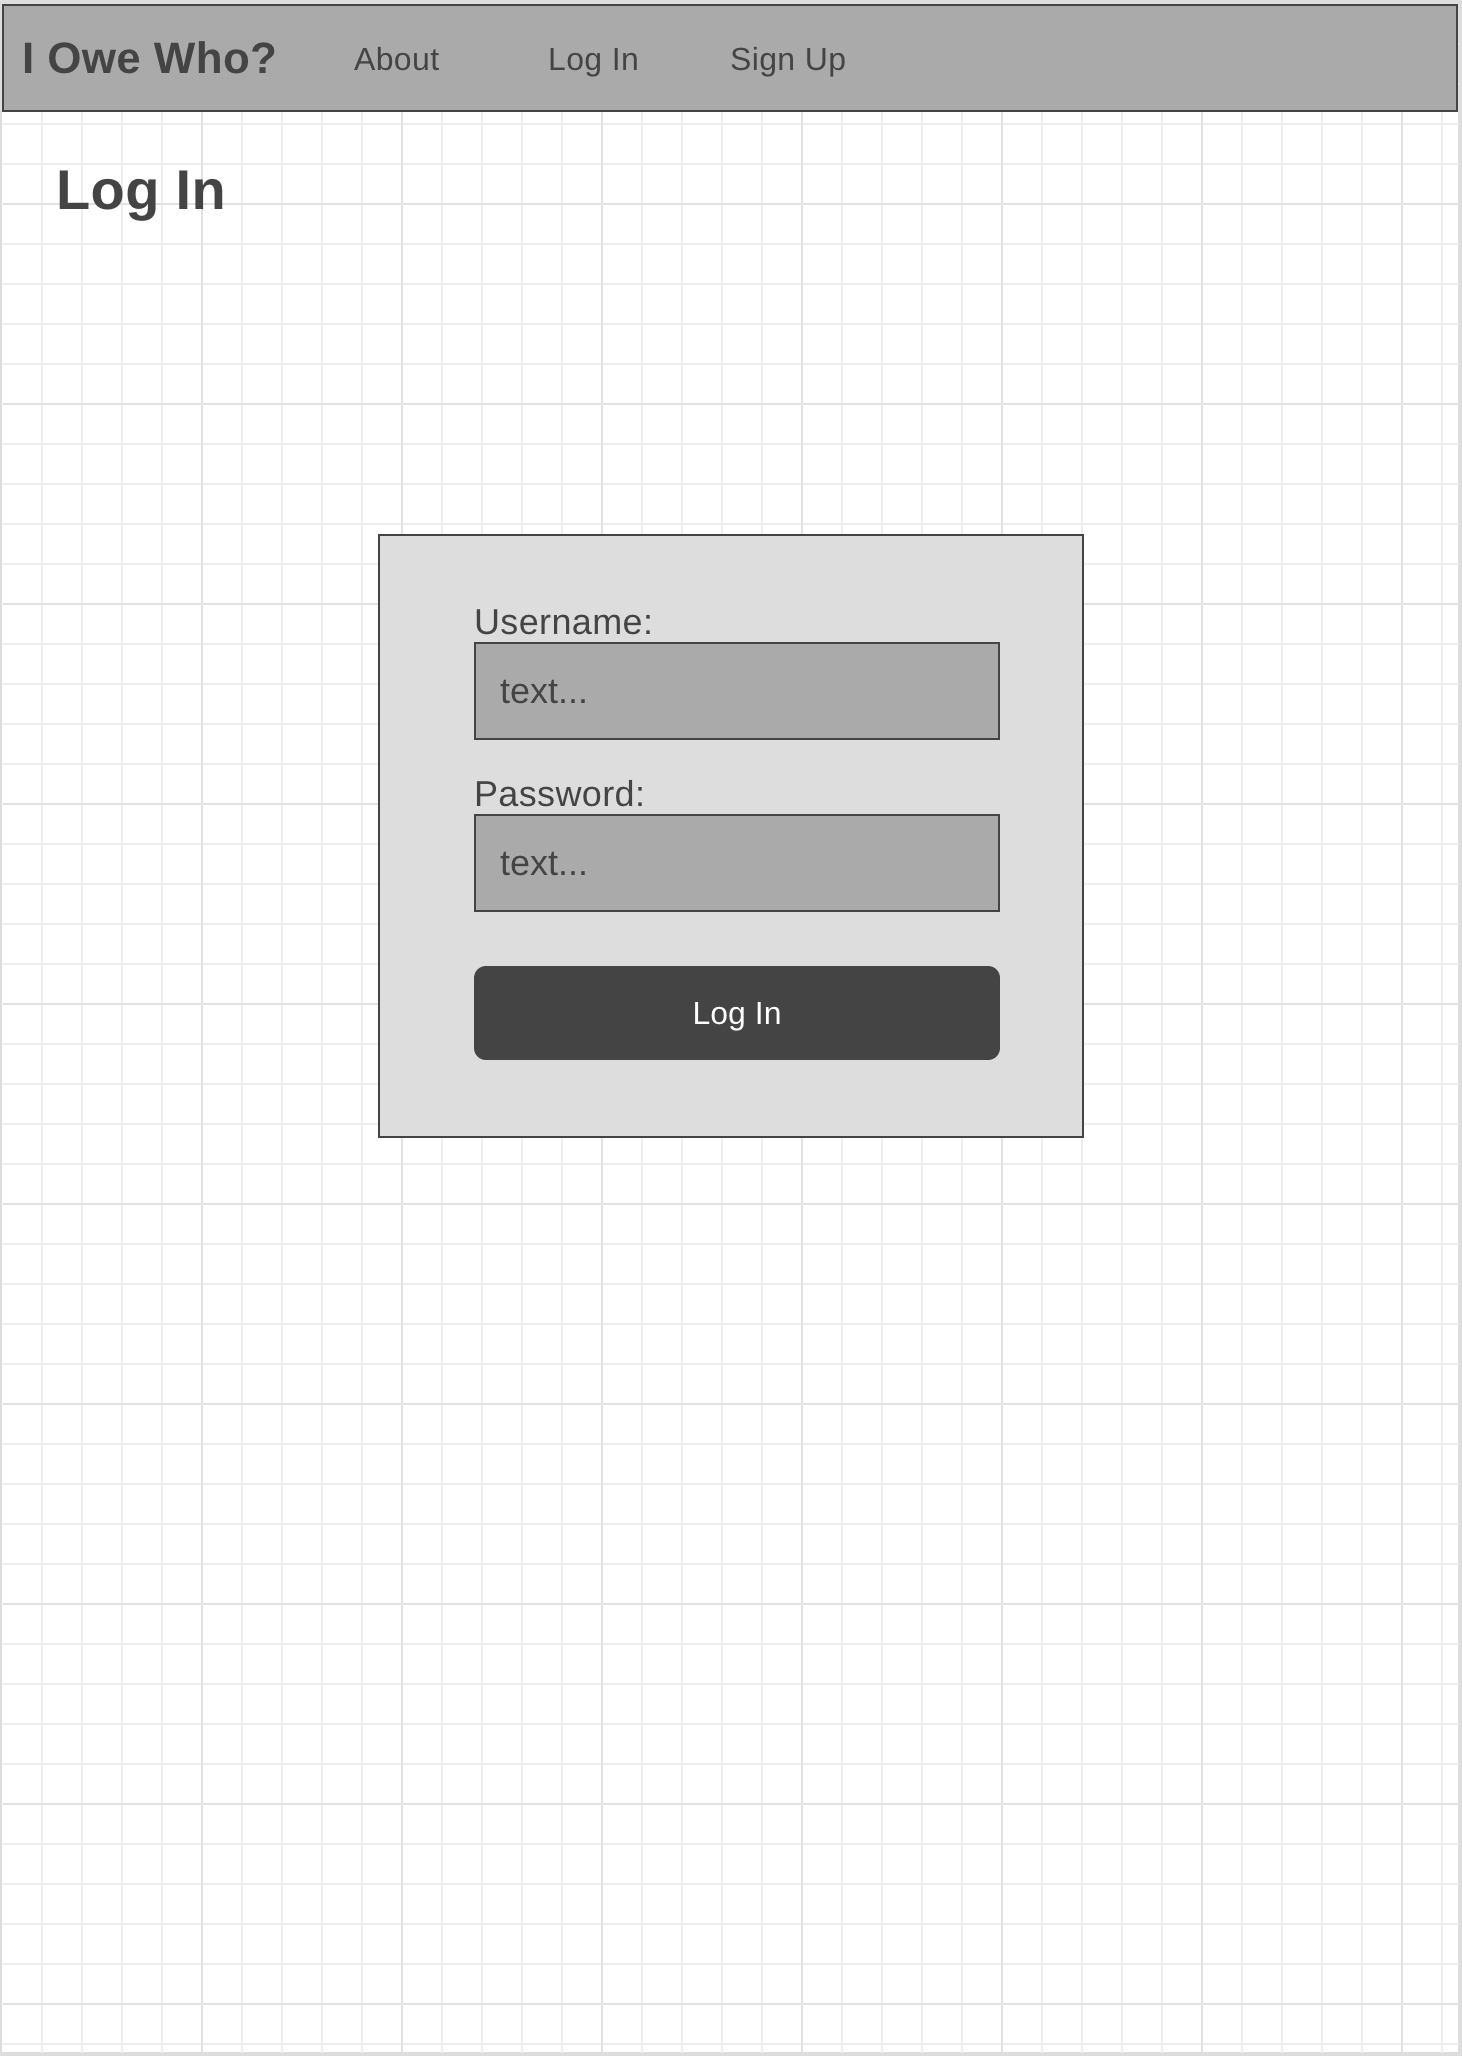 I Owe Who? About Log In Sign Up
Log In
Username:
text...
Password:
text...
Log In